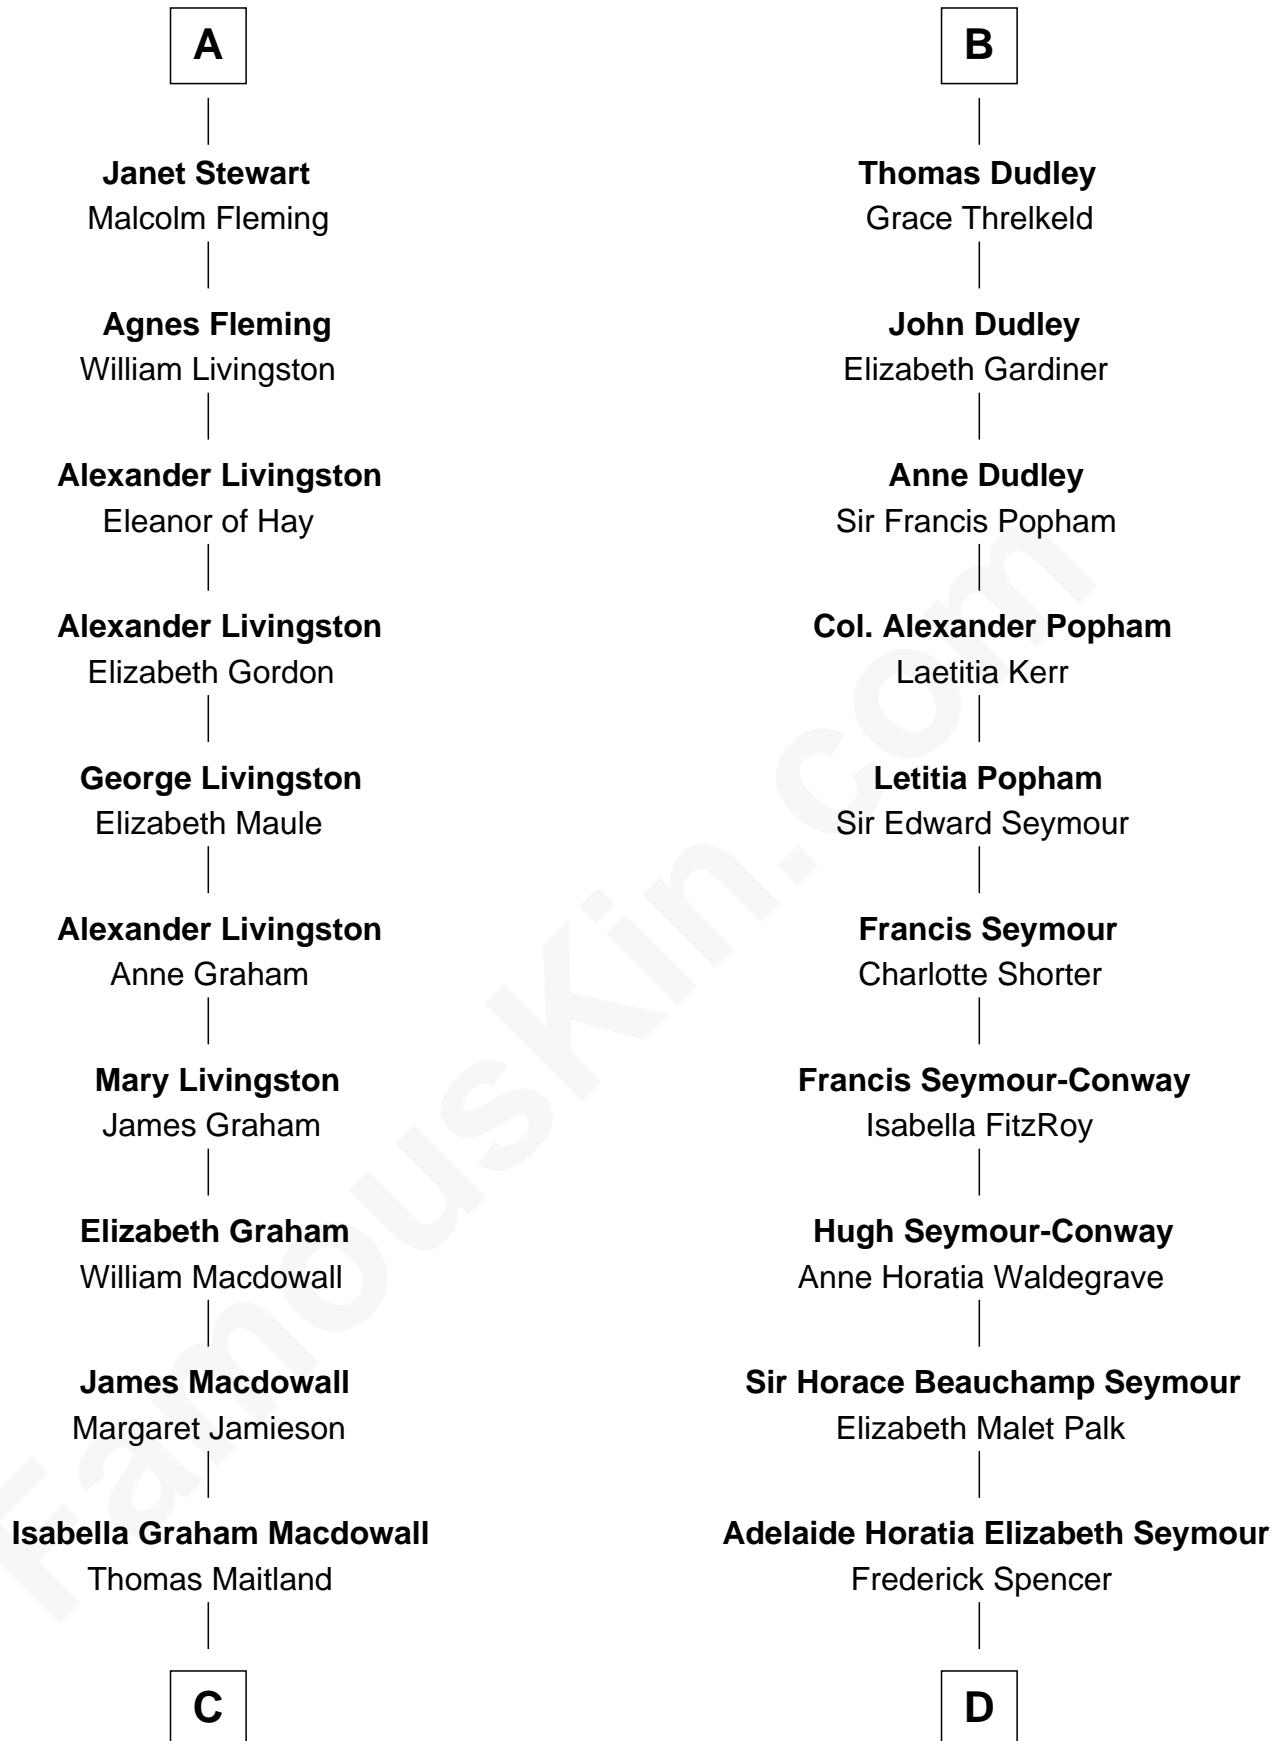 A
Janet Stewart
Malcolm Fleming
Agnes Fleming
William Livingston
Alexander Livingston
Eleanor of Hay
Alexander Livingston
Elizabeth Gordon
George Livingston
Elizabeth Maule
Alexander Livingston
Anne Graham
Mary Livingston
James Graham
Elizabeth Graham
William Macdowall
James Macdowall
Margaret Jamieson
Isabella Graham Macdowall
Thomas Maitland
C
B
Thomas Dudley
Grace Threlkeld
John Dudley
Elizabeth Gardiner
Anne Dudley
Sir Francis Popham
Col. Alexander Popham
Laetitia Kerr
Letitia Popham
Sir Edward Seymour
Francis Seymour
Charlotte Shorter
Francis Seymour-Conway
Isabella FitzRoy
Hugh Seymour-Conway
Anne Horatia Waldegrave
Sir Horace Beauchamp Seymour
Elizabeth Malet Palk
Adelaide Horatia Elizabeth Seymour
Frederick Spencer
D
FamousKin.com